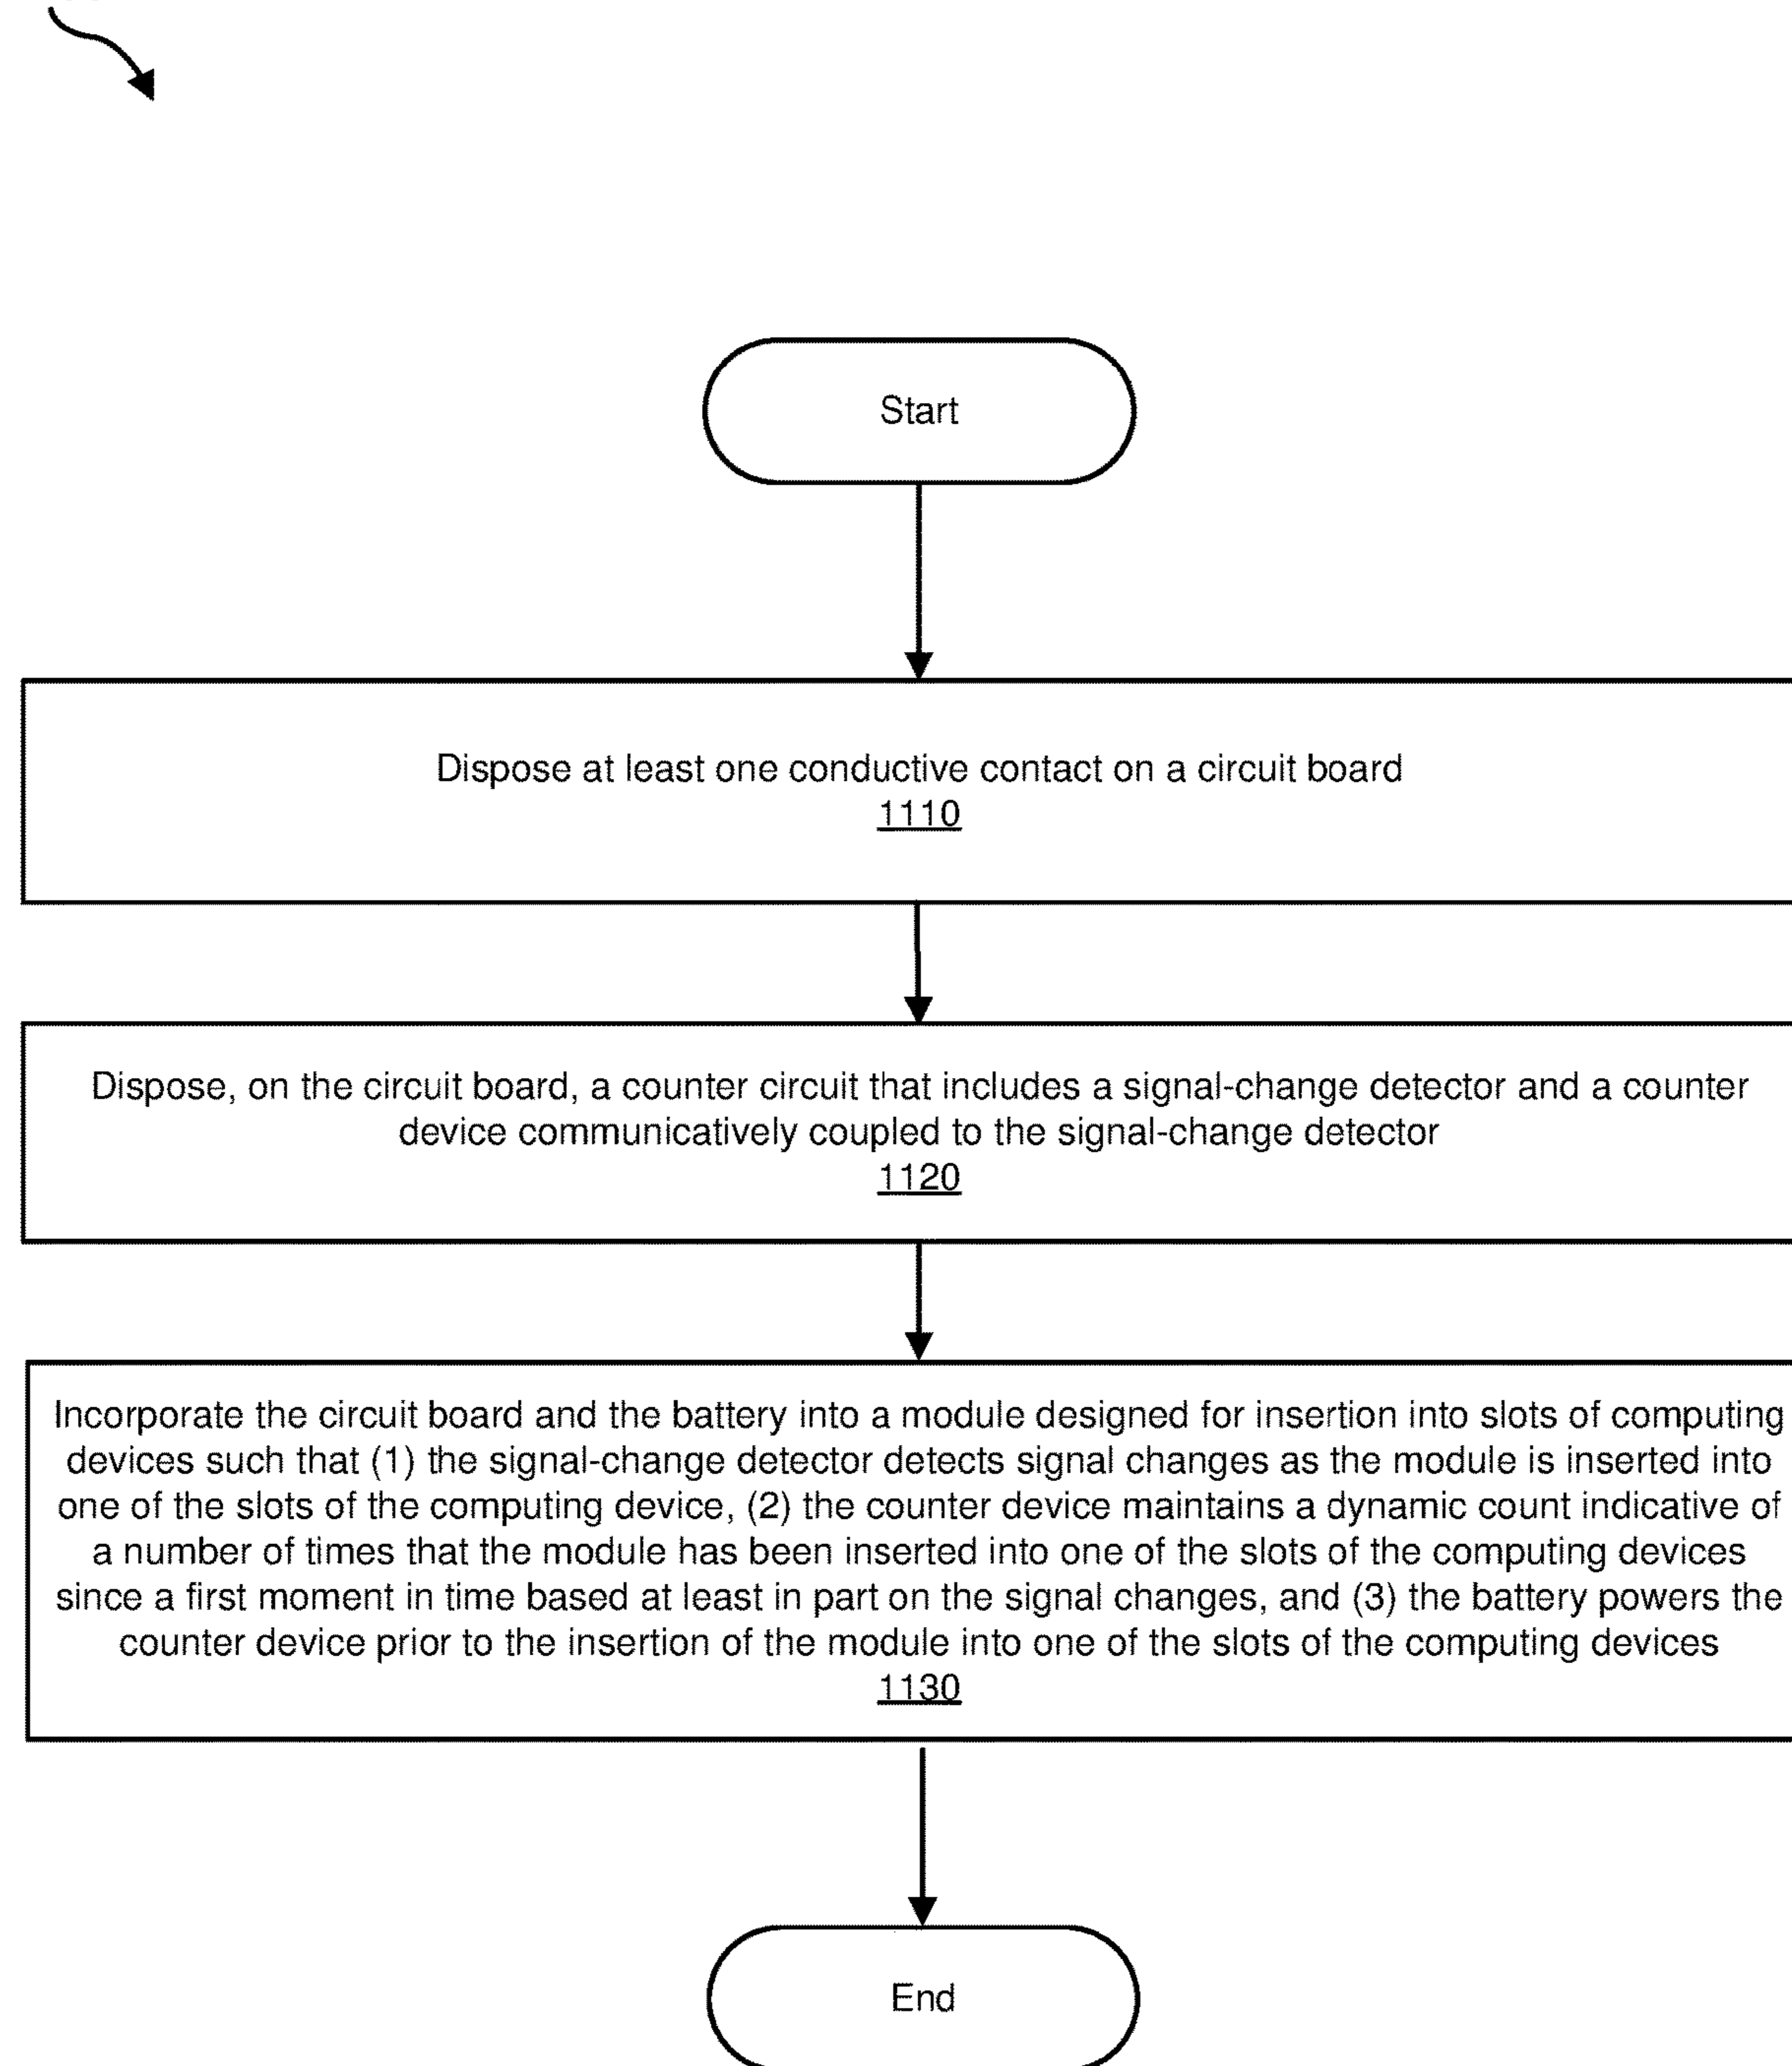 Start
Dispose at least one conductive contact on a circuit board
1110
Dispose, on the circuit board, a counter circuit that includes a signal-change detector and a counter
device communicatively coupled to the signal-change detector
1120
Incorporate the circuit board and the battery into a module designed for insertion into slots of computing
devices such that (1) the signal-change detector detects signal changes as the module is inserted into
one of the slots of the computing device, (2) the counter device maintains a dynamic count indicative of
a number of times that the module has been inserted into one of the slots of the computing devices
since a first moment in time based at least in part on the signal changes, and (3) the battery powers the
counter device prior to the insertion of the module into one of the slots of the computing devices
1130
End